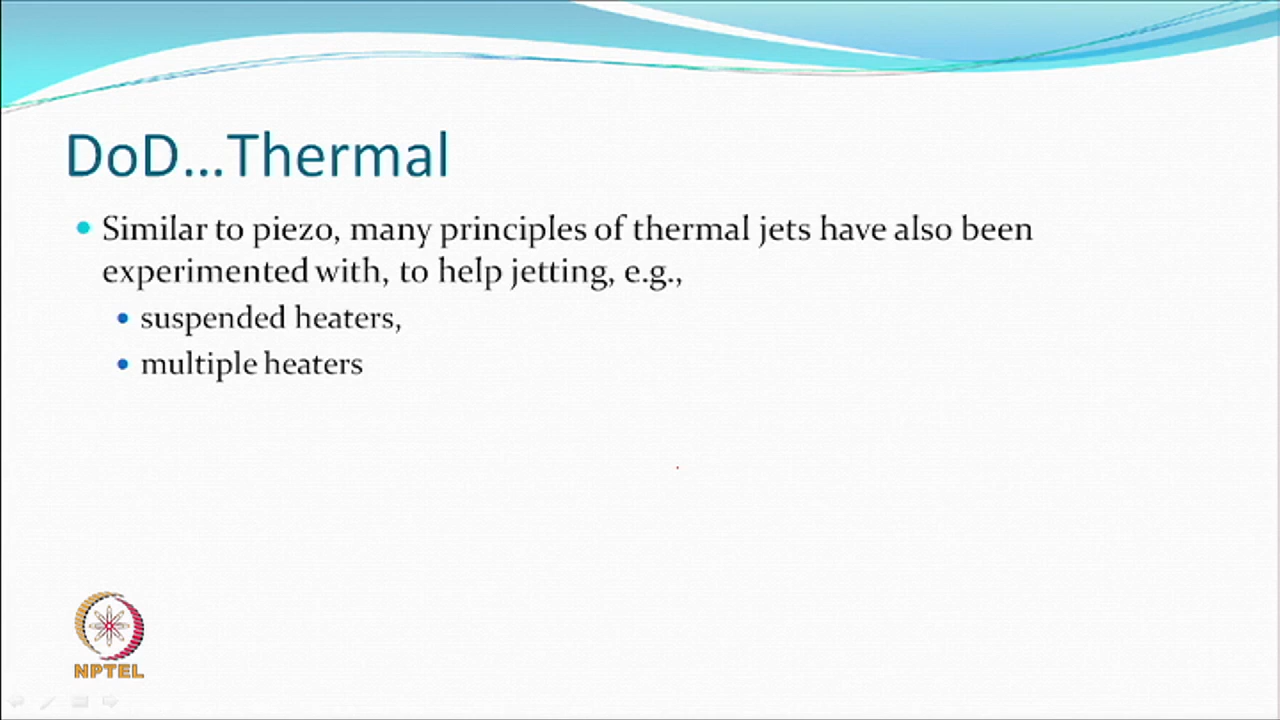 DoD...Thermal
Similar to piezo, many principles of thermal jets have also been
experimented with, to help jetting, e.g.,
suspended heaters,
multiple heaters
NPTEL